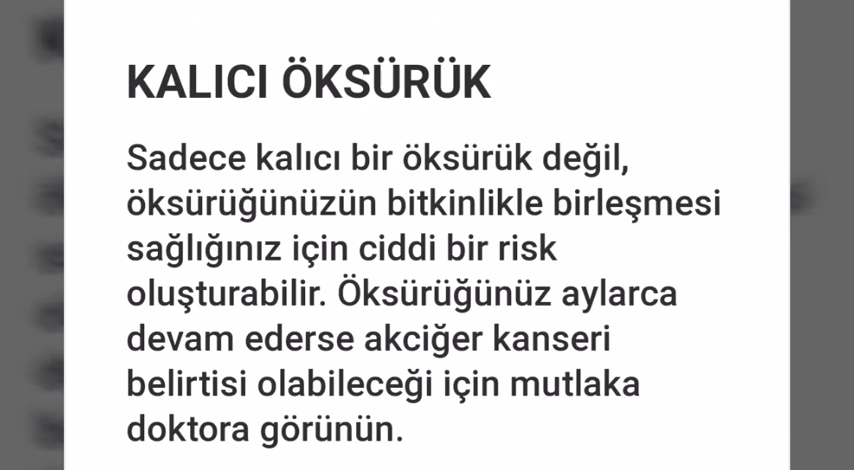 KALICI ÖKSÜRÜK
Sadece kalıcı bir öksürük değil,
öksürüğünüzün bitkinlikle birleşmesi
sağlığınız için ciddi bir risk
oluşturabilir. Öksürüğünüz aylarca
devam ederse akciğer kanseri
belirtisi olabileceği için mutlaka
doktora görünün.